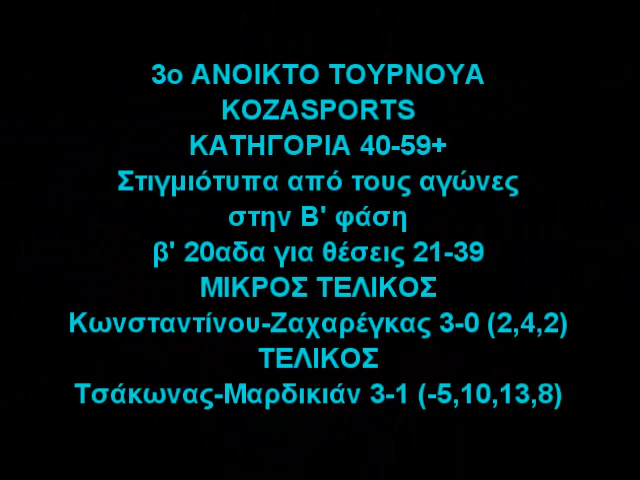 3ο ΑΝΟΙΚΤΟ ΤΟΥΡΝΟΥΑ
KOZASPORTS
ΚΑΤΗΓΟΡΙΑ 40-59+
Στιγμιότυπα από τους αγώνες
στην Β' φάση
β' 20αδα για θέσεις 21-39
ΜΙΚΡΟΣ ΤΕΛΙΚΟΣ
Κωνσταντίνου-Ζαχαρέγκας 3-0 (2,4,2)
ΤΕΛΙΚΟΣ
Τσάκωνας-Μαρδικιάν 3-1 (-5,10,13,8)